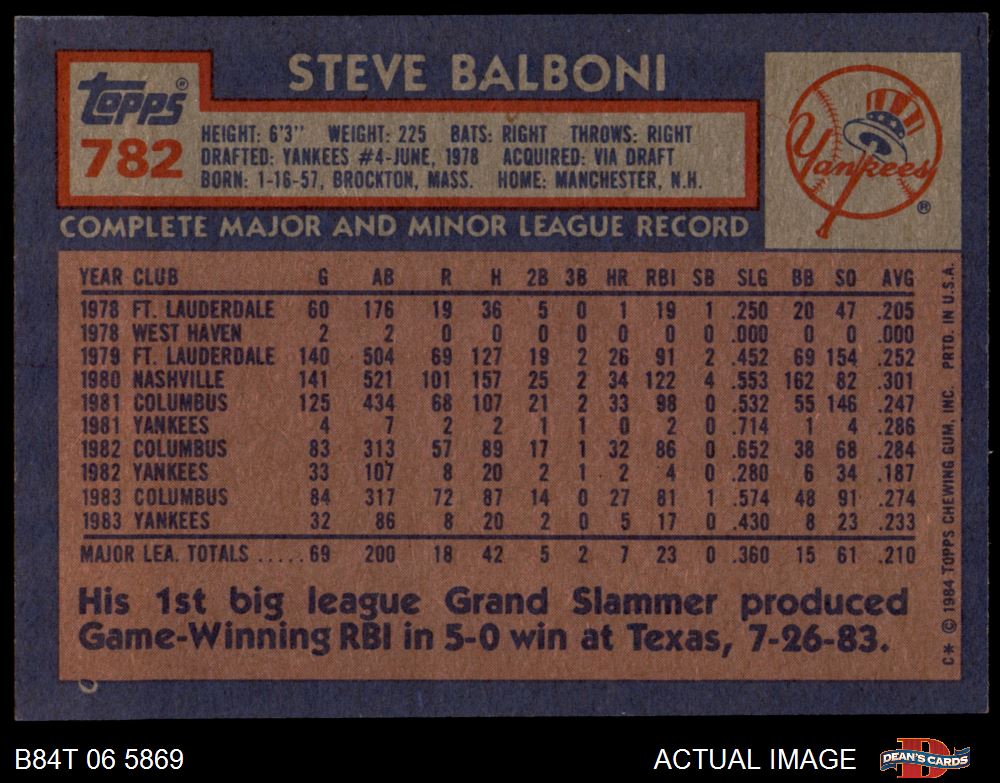 STEVE BALBONI
Topps®
782
HEIGHT: 6'3" WEIGHT: 225 BATS: RIGHT THROWS: RIGHT
DRAFTED: YANKEES #4-JUNE, 1978 ACQUIRED: VIA DRAFT
BORN: 1-16-57, BROCKTON, MASS. HOME: MANCHESTER, N.H.
Yankees®
COMPLETE MAJOR AND MINOR LEAGUE RECORD
YEAR CLUB G AB R H 2B 3B HR RBI SB SLG BB SO AVG
1978 FT. LAUDERDALE 60 176 19 36 5 0 1 19 1 .250 20 47 .205
1978 WEST HAVEN 2 2 0 0 0 0 0 0 0 .000 0 0 .000
1979 FT. LAUDERDALE 140 504 69 127 19 2 26 91 2 .452 69 154 .252
1980 NASHVILLE 141 521 101 157 25 2 34 122 4 .553 162 82 .301
1981 COLUMBUS 125 434 68 107 21 2 33 98 0 .532 55 146 .247
1981 YANKEES 4 7 2 2 1 1 0 2 0 .714 1 4 .286
1982 COLUMBUS 83 313 57 89 17 1 32 86 0 .652 38 68 .284
1982 YANKEES 33 107 8 20 2 1 2 4 0 .280 6 34 .187
1983 COLUMBUS 84 317 72 87 14 0 27 81 1 .574 48 91 .274
1983 YANKEES 32 86 8 20 2 0 5 17 0 .430 8 23 .233
MAJOR LEA. TOTALS .....69 200 18 42 5 2 7 23 0 .360 15 61 .210
His 1st big league Grand Slammer produced
Game-Winning RBI in 5-0 win at Texas, 7-26-83.
C* © 1984 TOPPS CHEWING GUM, INC. PRTD. IN U.S.A.
B84T 06 5869
ACTUAL IMAGE
DEAN'S CARDS